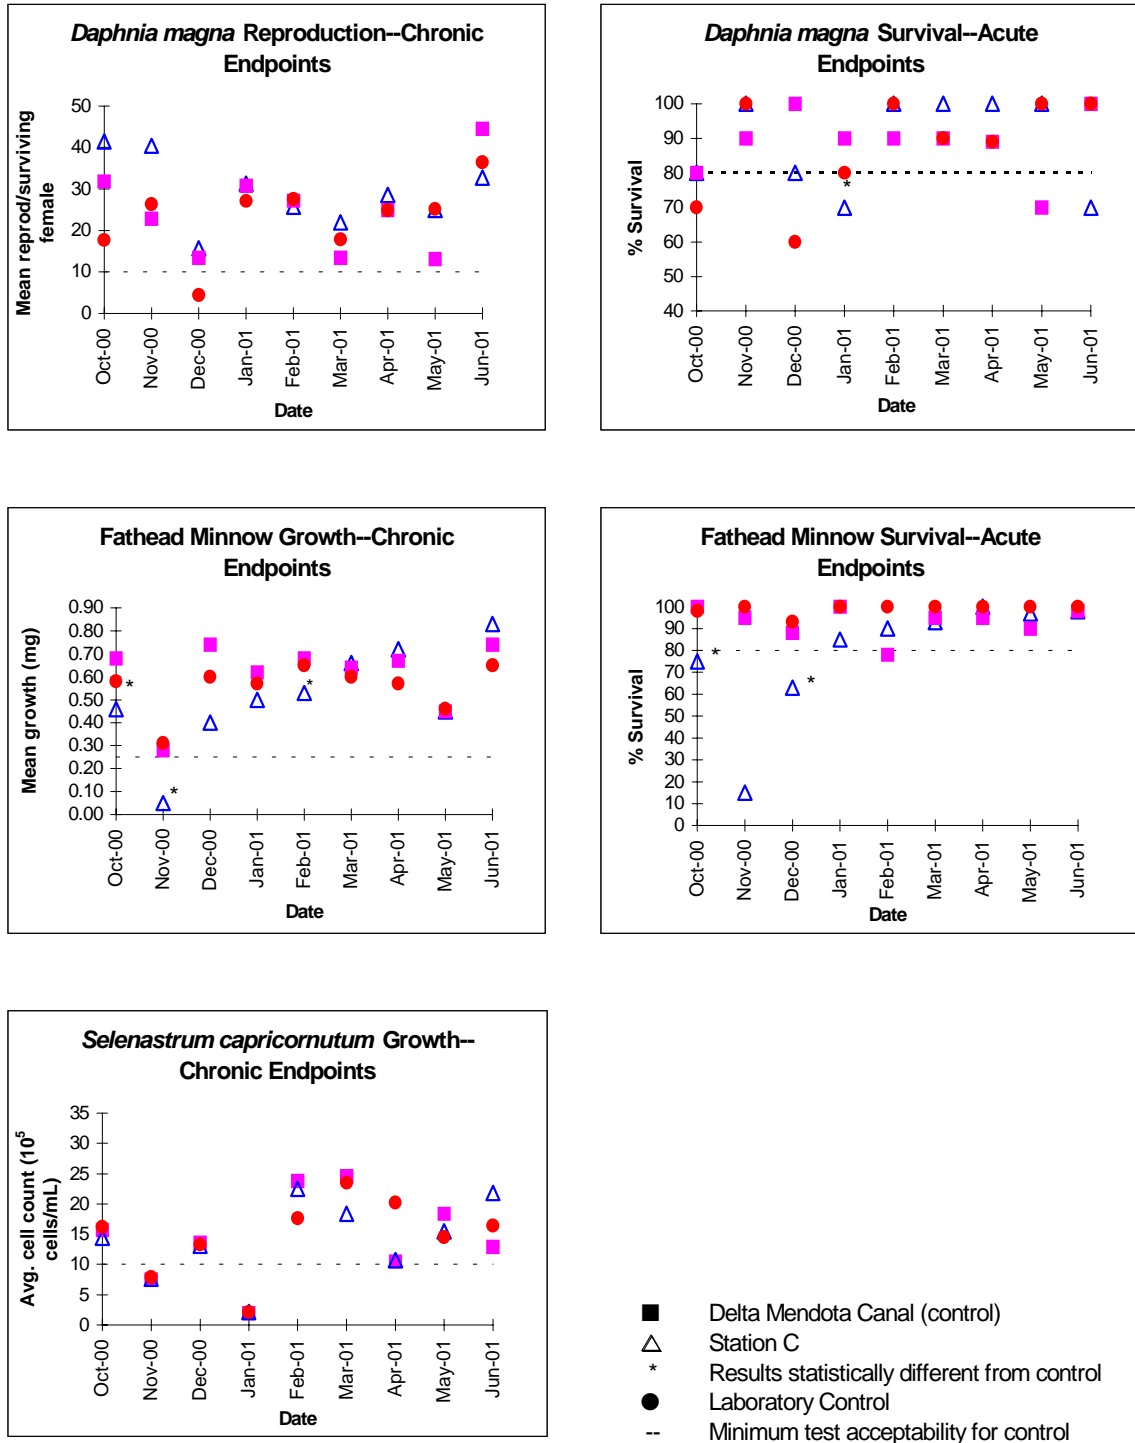 Daphnia magna Reproduction--Chronic
Endpoints
Mean reprod/surviving
female
50
40
30
20
10
0
Oct-00
Nov-00
Dec-00
Jan-01
Feb-01
Mar-01
Apr-01
May-01
Jun-01
Date
Daphnia magna Survival--Acute
Endpoints
% Survival
100
90
80
70
60
50
40
*
Oct-00
Nov-00
Dec-00
Jan-01
Feb-01
Mar-01
Apr-01
May-01
Jun-01
Date
Fathead Minnow Growth--Chronic
Endpoints
Mean growth (mg)
0.90
0.80
0.70
0.60
0.50
0.40
0.30
0.20
0.10
0.00
*
*
*
Oct-00
Nov-00
Dec-00
Jan-01
Feb-01
Mar-01
Apr-01
May-01
Jun-01
Date
Fathead Minnow Survival--Acute
Endpoints
% Survival
100
90
80
70
60
50
40
30
20
10
0
*
*
Oct-00
Nov-00
Dec-00
Jan-01
Feb-01
Mar-01
Apr-01
May-01
Jun-01
Date
Selenastrum capricornutum Growth--
Chronic Endpoints
Avg. cell count (10⁵
cells/mL)
35
30
25
20
15
10
5
0
Oct-00
Nov-00
Dec-00
Jan-01
Feb-01
Mar-01
Apr-01
May-01
Jun-01
Date
Delta Mendota Canal (control)
Station C
* Results statistically different from control
Laboratory Control
-- Minimum test acceptability for control